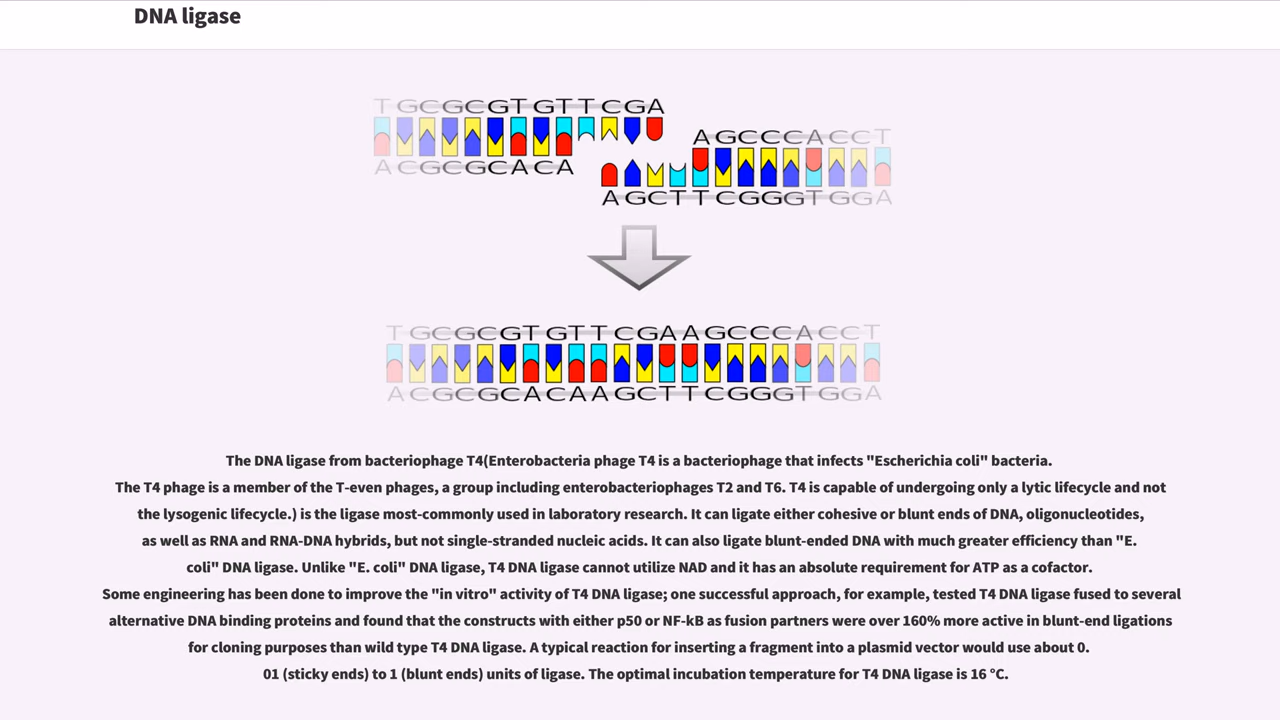 DNA ligase
TGCGCGTGTTCGA
AGCCCACCT
ACGCGCACA
AGCTTCGGGTGGA
TGCGCGTGTTCGAAGCCCACCT
ACGCGCACAAGCTTCGGGTGGA
The DNA ligase from bacteriophage T4(Enterobacteria phage T4 is a bacteriophage that infects "Escherichia coli" bacteria.
The T4 phage is a member of the T-even phages, a group including enterobacteriophages T2 and T6. T4 is capable of undergoing only a lytic lifecycle and not
the lysogenic lifecycle.) is the ligase most-commonly used in laboratory research. It can ligate either cohesive or blunt ends of DNA, oligonucleotides,
as well as RNA and RNA-DNA hybrids, but not single-stranded nucleic acids. It can also ligate blunt-ended DNA with much greater efficiency than "E.
coli" DNA ligase. Unlike "E. coli" DNA ligase, T4 DNA ligase cannot utilize NAD and it has an absolute requirement for ATP as a cofactor.
Some engineering has been done to improve the "in vitro" activity of T4 DNA ligase; one successful approach, for example, tested T4 DNA ligase fused to several
alternative DNA binding proteins and found that the constructs with either p50 or NF-kB as fusion partners were over 160% more active in blunt-end ligations
for cloning purposes than wild type T4 DNA ligase. A typical reaction for inserting a fragment into a plasmid vector would use about 0.
01 (sticky ends) to 1 (blunt ends) units of ligase. The optimal incubation temperature for T4 DNA ligase is 16 °C.